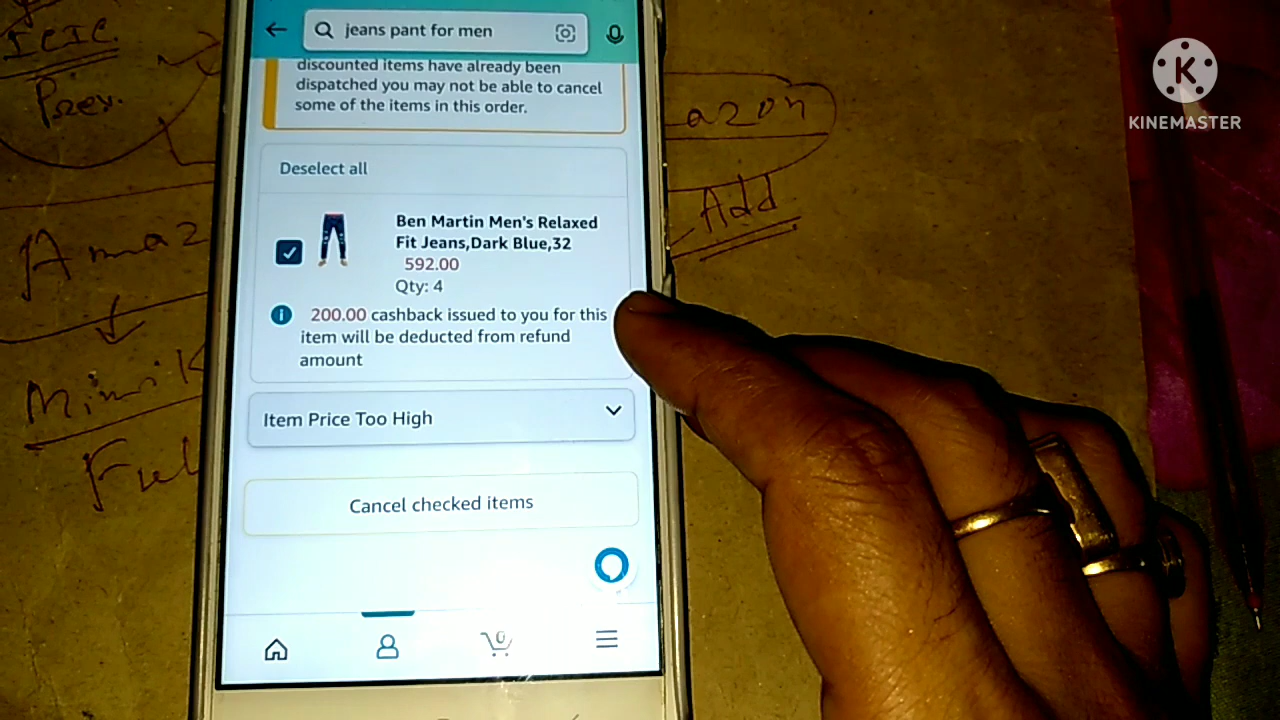 jeans pant for men
discounted items have already been
dispatched you may not be able to cancel
some of the items in this order.
Deselect all
Ben Martin Men's Relaxed
Fit Jeans,Dark Blue,32
592.00
Qty: 4
200.00 cashback issued to you for this
item will be deducted from refund
amount
Item Price Too High
Cancel checked items
0
K
KINEMASTER
azon
Add
Amaz